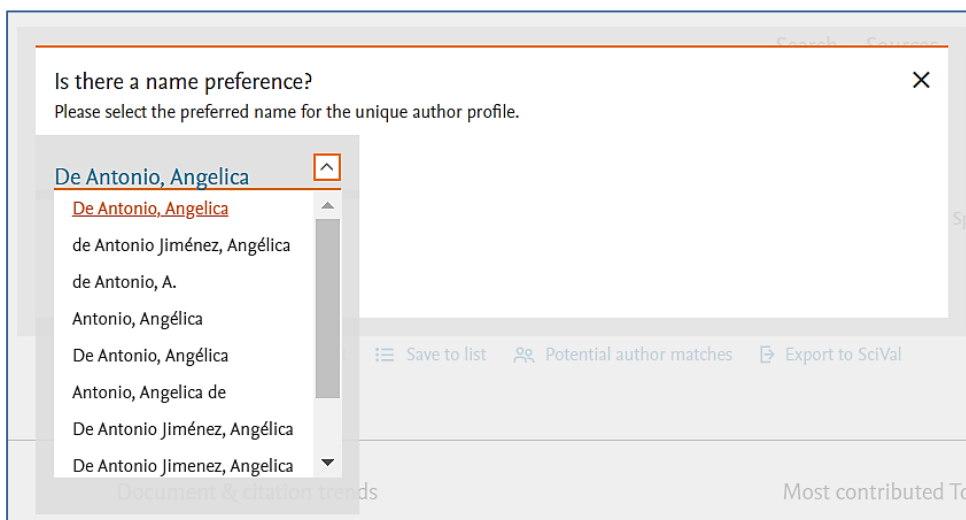 Search Sources
Is there a name preference?
Please select the preferred name for the unique author profile.
De Antonio, Angelica
De Antonio, Angelica
de Antonio Jiménez, Angélica
de Antonio, A.
Antonio, Angélica
De Antonio, Angélica
Antonio, Angelica de
De Antonio Jiménez, Angélica
De Antonio Jimenez, Angelica
Save to list Potential author matches Export to SciVal
Document & citation trends Most contributed